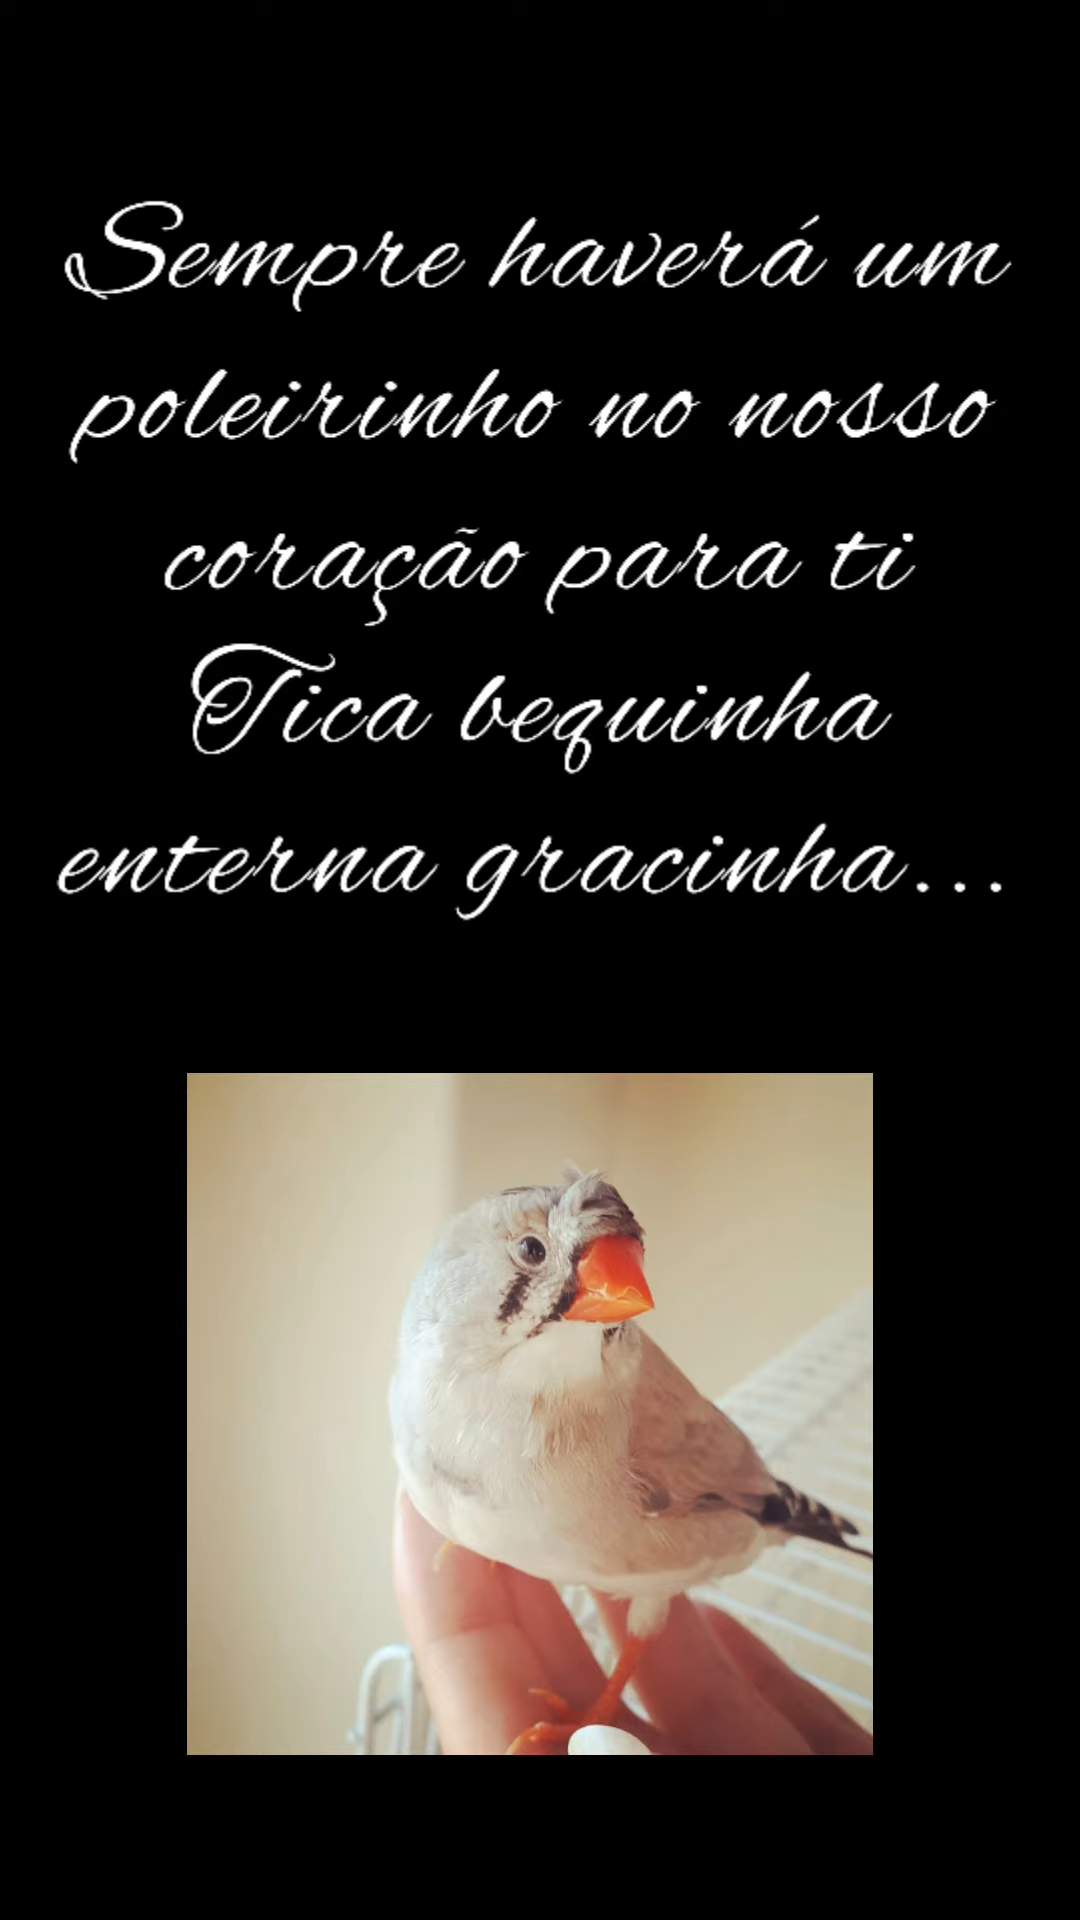 Sempre haverá um
poleirinho no nosso
coração para ti
Tica bequinha
enterna gracinha...